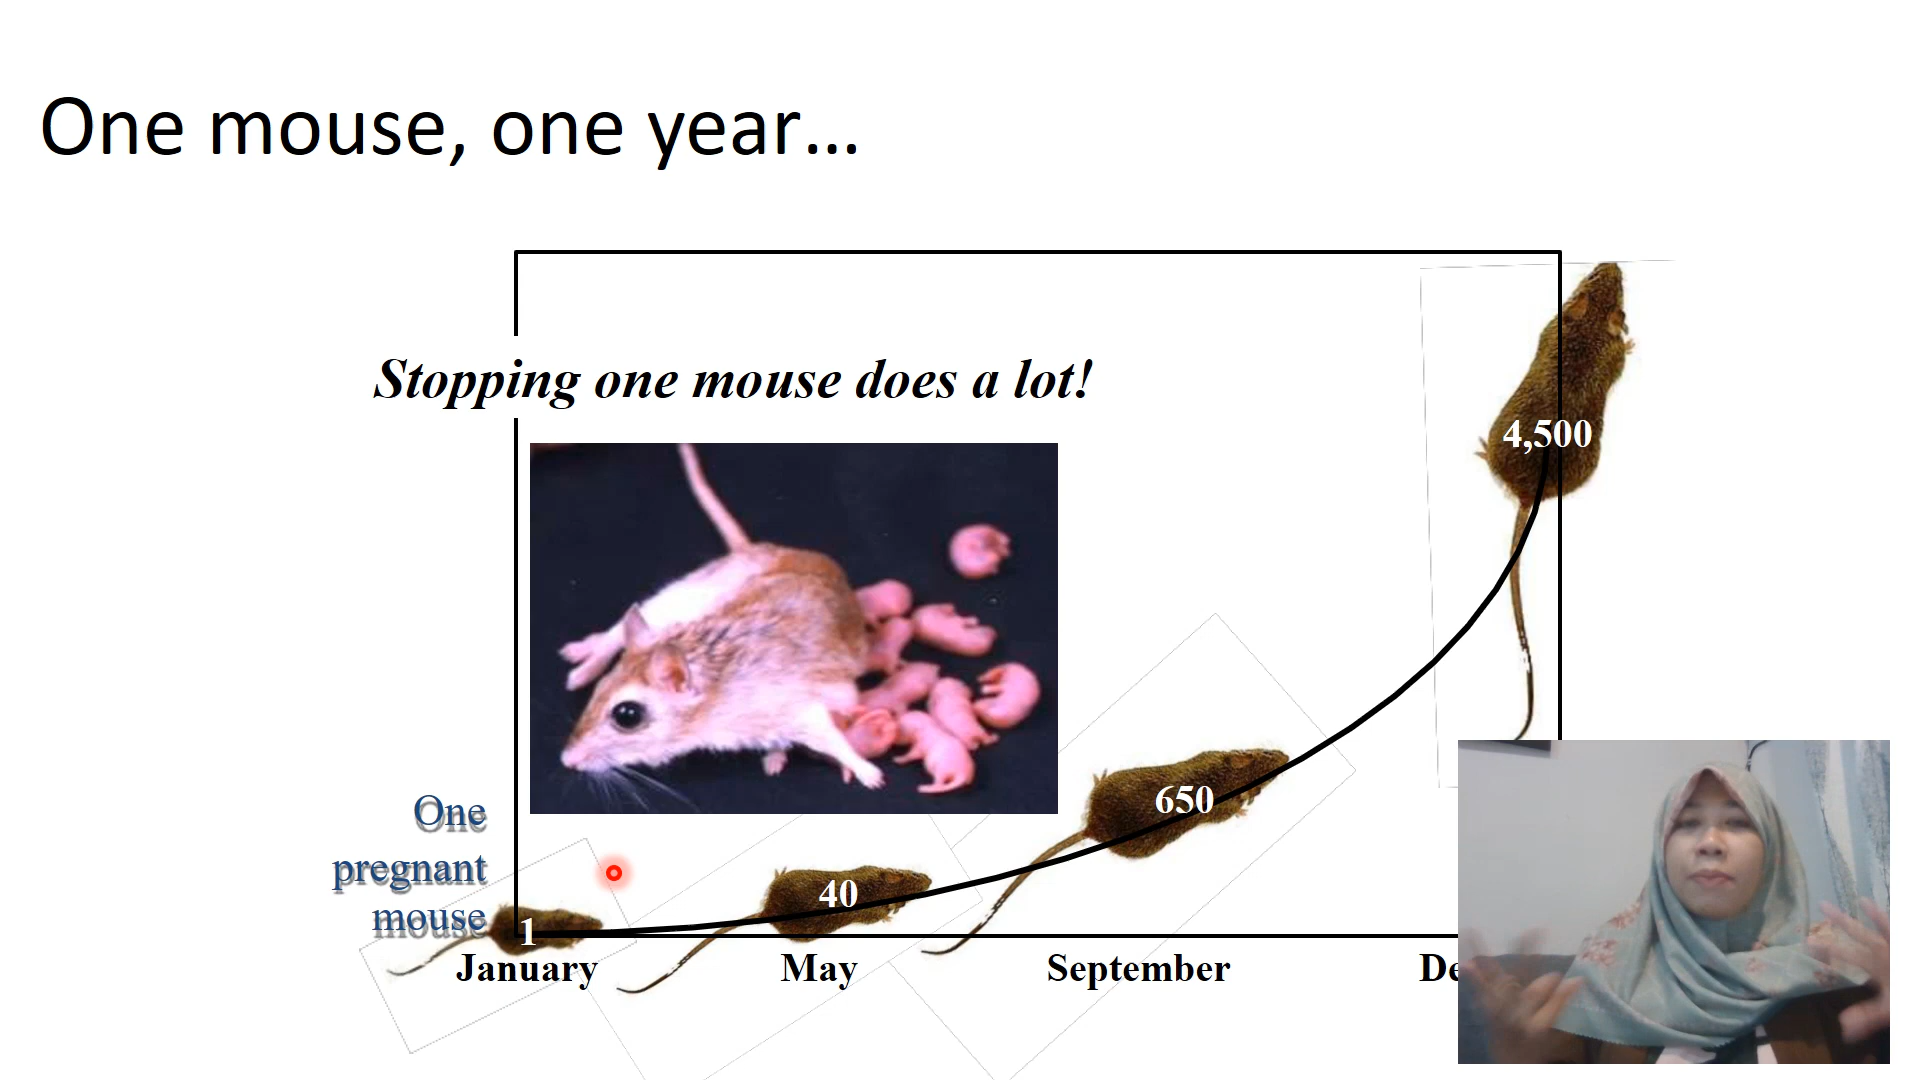 One mouse, one year…
Stopping one mouse does a lot!
4,500
650
One
pregnant
mouse
40
1
January May September De